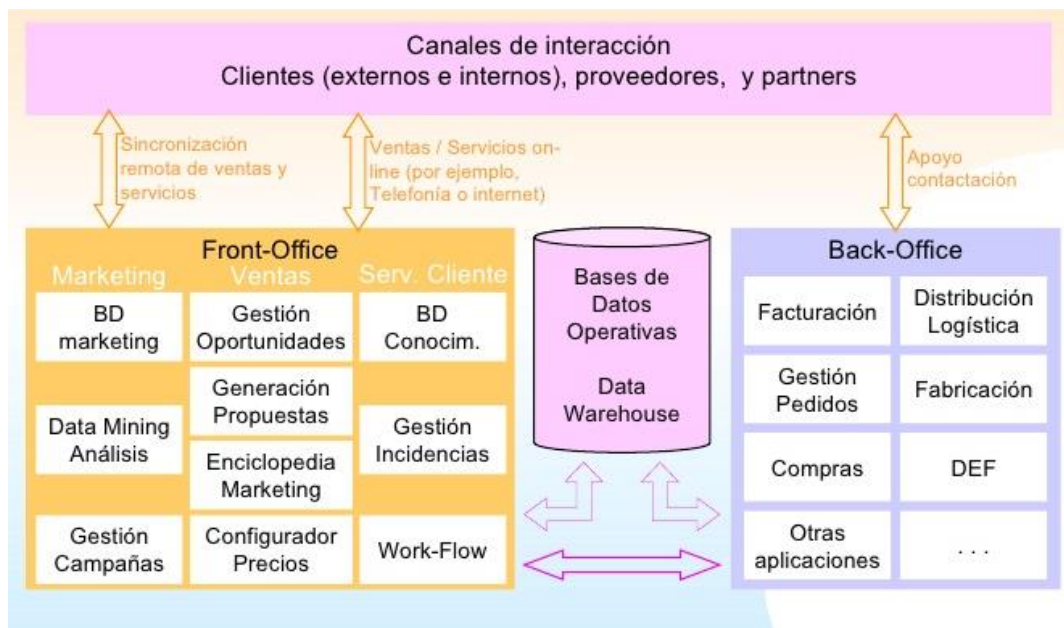 Canales de interacción
Clientes (externos e internos), proveedores, y partners
Sincronización
remota de ventas y
servicios
Ventas / Servicios on-
line (por ejemplo,
Telefonía o internet)
Apoyo
contactación
Front-Office
Marketing
Ventas
Serv. Cliente
BD
marketing
Gestión
Oportunidades
BD
Conocim.
Generación
Propuestas
Data Mining
Análisis
Gestión
Incidencias
Enciclopedia
Marketing
Gestión
Campañas
Configurador
Precios
Work-Flow
Bases de
Datos
Operativas
Data
Warehouse
Back-Office
Facturación
Distribución
Logística
Gestión
Pedidos
Fabricación
Compras
DEF
Otras
aplicaciones
. . .